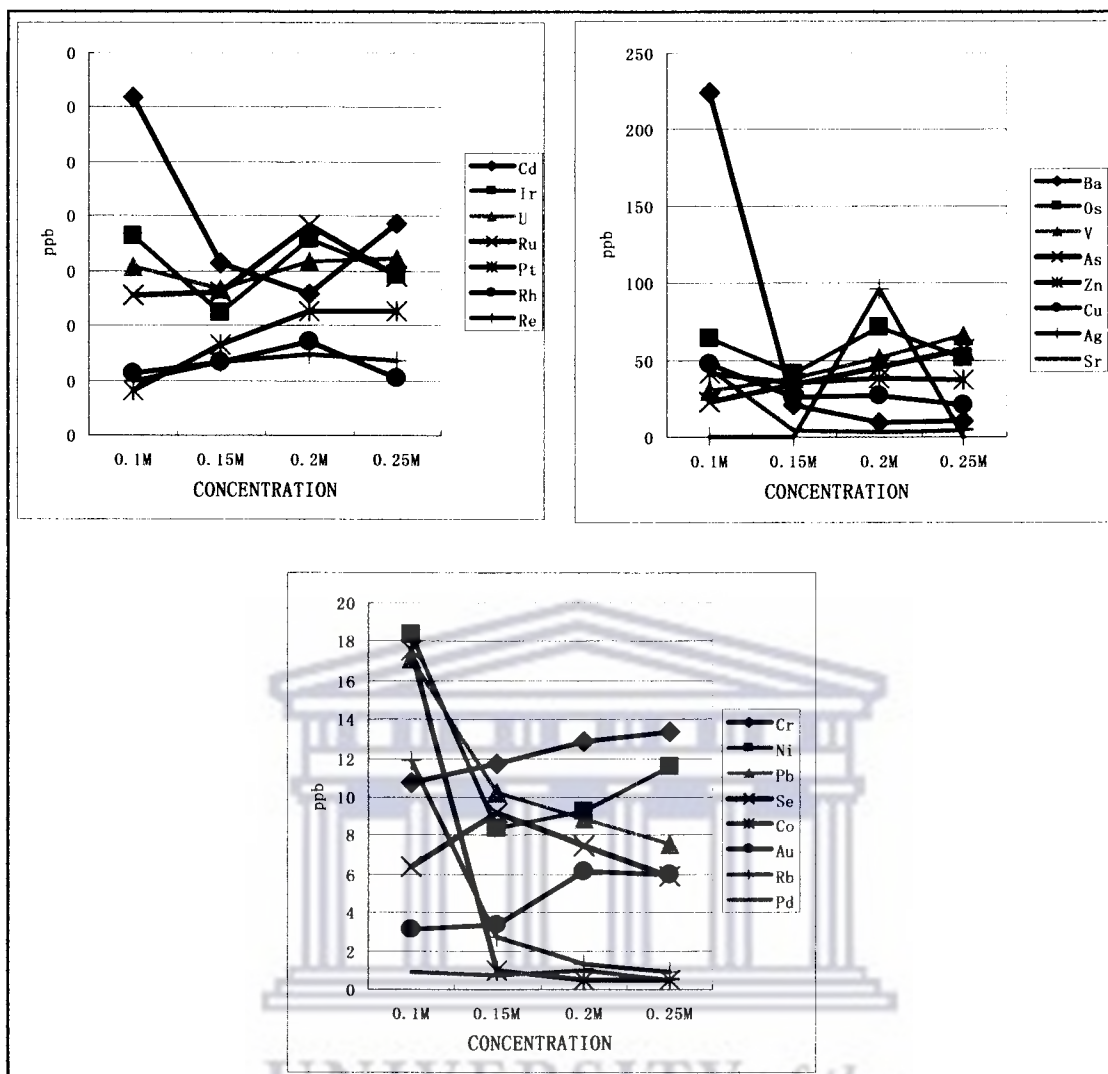 0
0
0
0
0
0
0
0
ppb
0.1M 0.15M 0.2M 0.25M
CONCENTRATION
Cd
Ir
U
Ru
Pt
Rh
Re
250
200
150
100
50
0
ppb
0.1M 0.15M 0.2M 0.25M
CONCENTRATION
Ba
Os
V
As
Zn
Cu
Ag
Sr
20
18
16
14
12
10
8
6
4
2
0
ppb
0.1M 0.15M 0.2M 0.25M
CONCENTRATION
Cr
Ni
Pb
Se
Co
Au
Rb
Pd